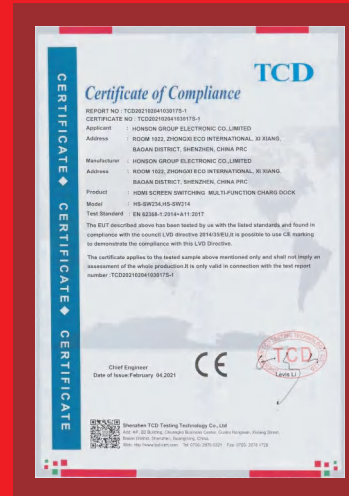 TCD
Certificate of Compliance
REPORT NO : TCD202102041030175-1
CERTIFICATE NO : TCD202102041030175-1
Applicant : HONSON GROUP ELECTRONIC CO.,LIMITED
Address : ROOM 1022, ZHONGXI ECO INTERNATIONAL, XI XIANG,
BAOAN DISTRICT, SHENZHEN, CHINA PRC
Manufacturer : HONSON GROUP ELECTRONIC CO.,LIMITED
Address : ROOM 1022, ZHONGXI ECO INTERNATIONAL, XI XIANG,
BAOAN DISTRICT, SHENZHEN, CHINA PRC
Product : HDMI SCREEN SWITCHING MULTI-FUNCTION CHARG DOCK
Model : HS-SW234,HS-SW314
Test Standard : EN 62368-1:2014+A11:2017
The EUT described above has been tested by us with the listed standards and found in
compliance with the council LVD directive 2014/35/EU,It is possible to use CE marking
to demonstrate the compliance with this LVD Directive.
The certificate applies to the tested sample above mentioned only and shall not imply an
assessment of the whole production.It is only valid in connection with the test report
number :TCD202102041030175-1
CERTIFICATE ◆ CERTIFICATE ◆ CERTIFICATE
Chief Engineer
Date of Issue:February 04.2021
CE
TCD
Levis Li
Shenzhen TCD Testing Technology Co., Ltd